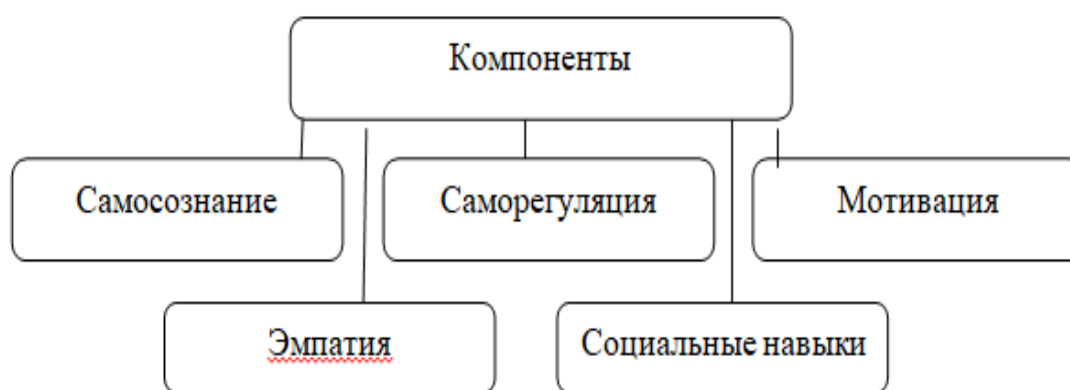 Компоненты
Самосознание
Саморегуляция
Мотивация
Эмпатия
Социальные навыки